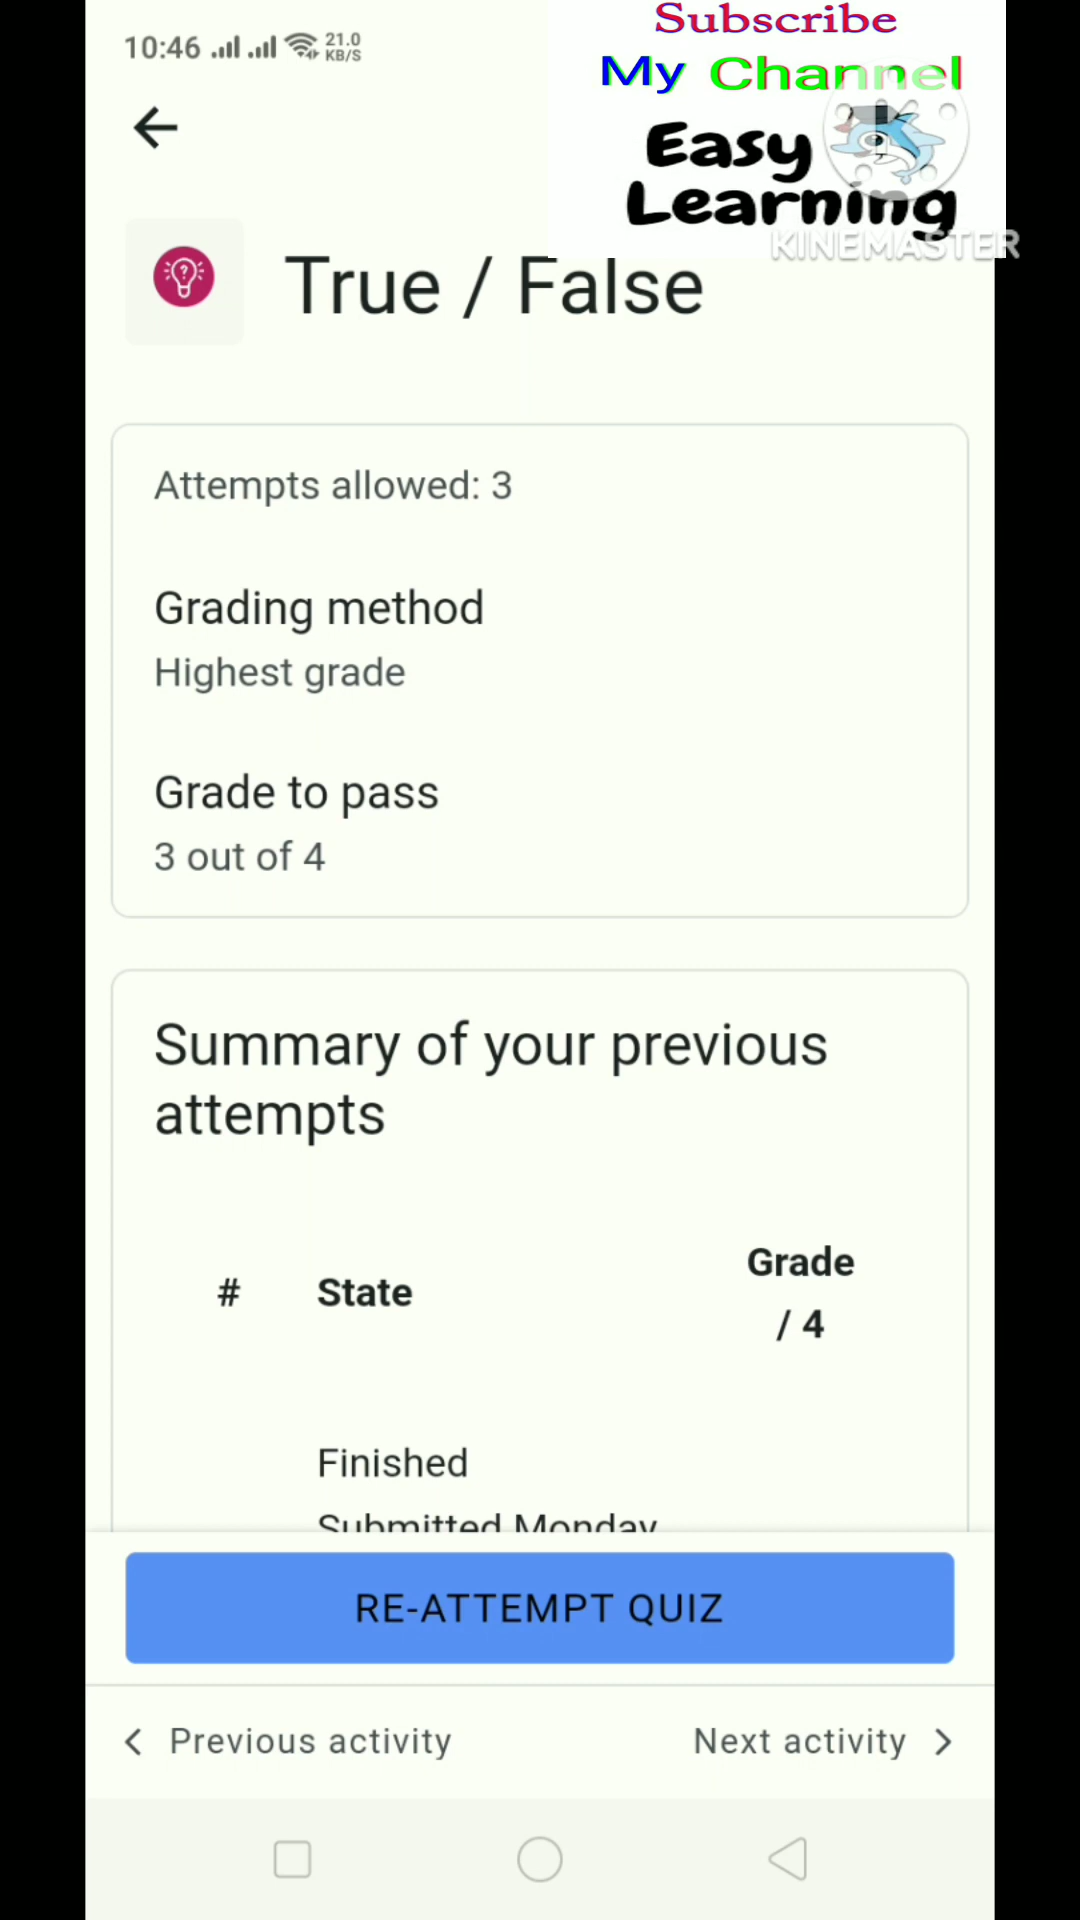 Subscribe
10:46
21.0
KB/S
My Channel
Easy
Learning
KINEMASTER
True / False
Attempts allowed: 3
Grading method
Highest grade
Grade to pass
3 out of 4
Summary of your previous
attempts
# State Grade
/ 4
Finished
Submitted Monday
RE-ATTEMPT QUIZ
Previous activity Next activity